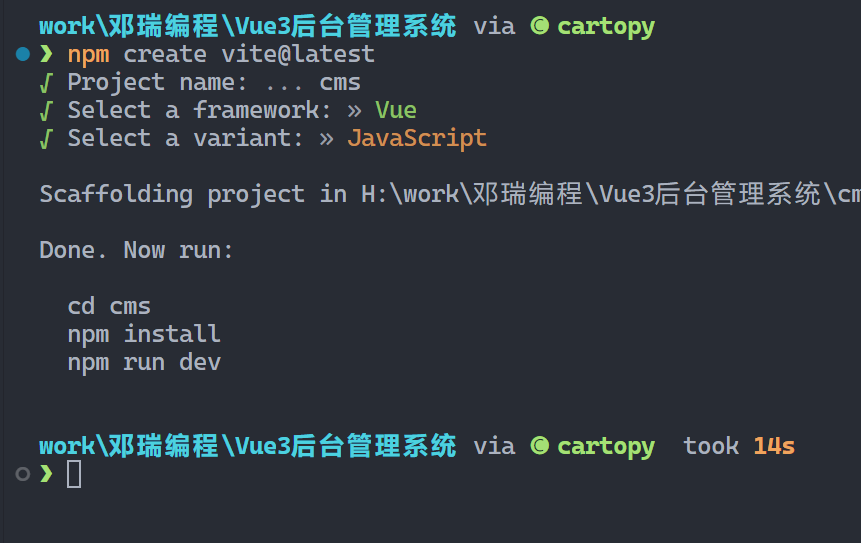 work\邓瑞编程\Vue3后台管理系统 via © cartopy
❯ npm create vite@latest
√ Project name: ... cms
√ Select a framework: » Vue
√ Select a variant: » JavaScript
Scaffolding project in H:\work\邓瑞编程\Vue3后台管理系统\cm
Done. Now run:
cd cms
npm install
npm run dev
work\邓瑞编程\Vue3后台管理系统 via © cartopy took 14s
❯